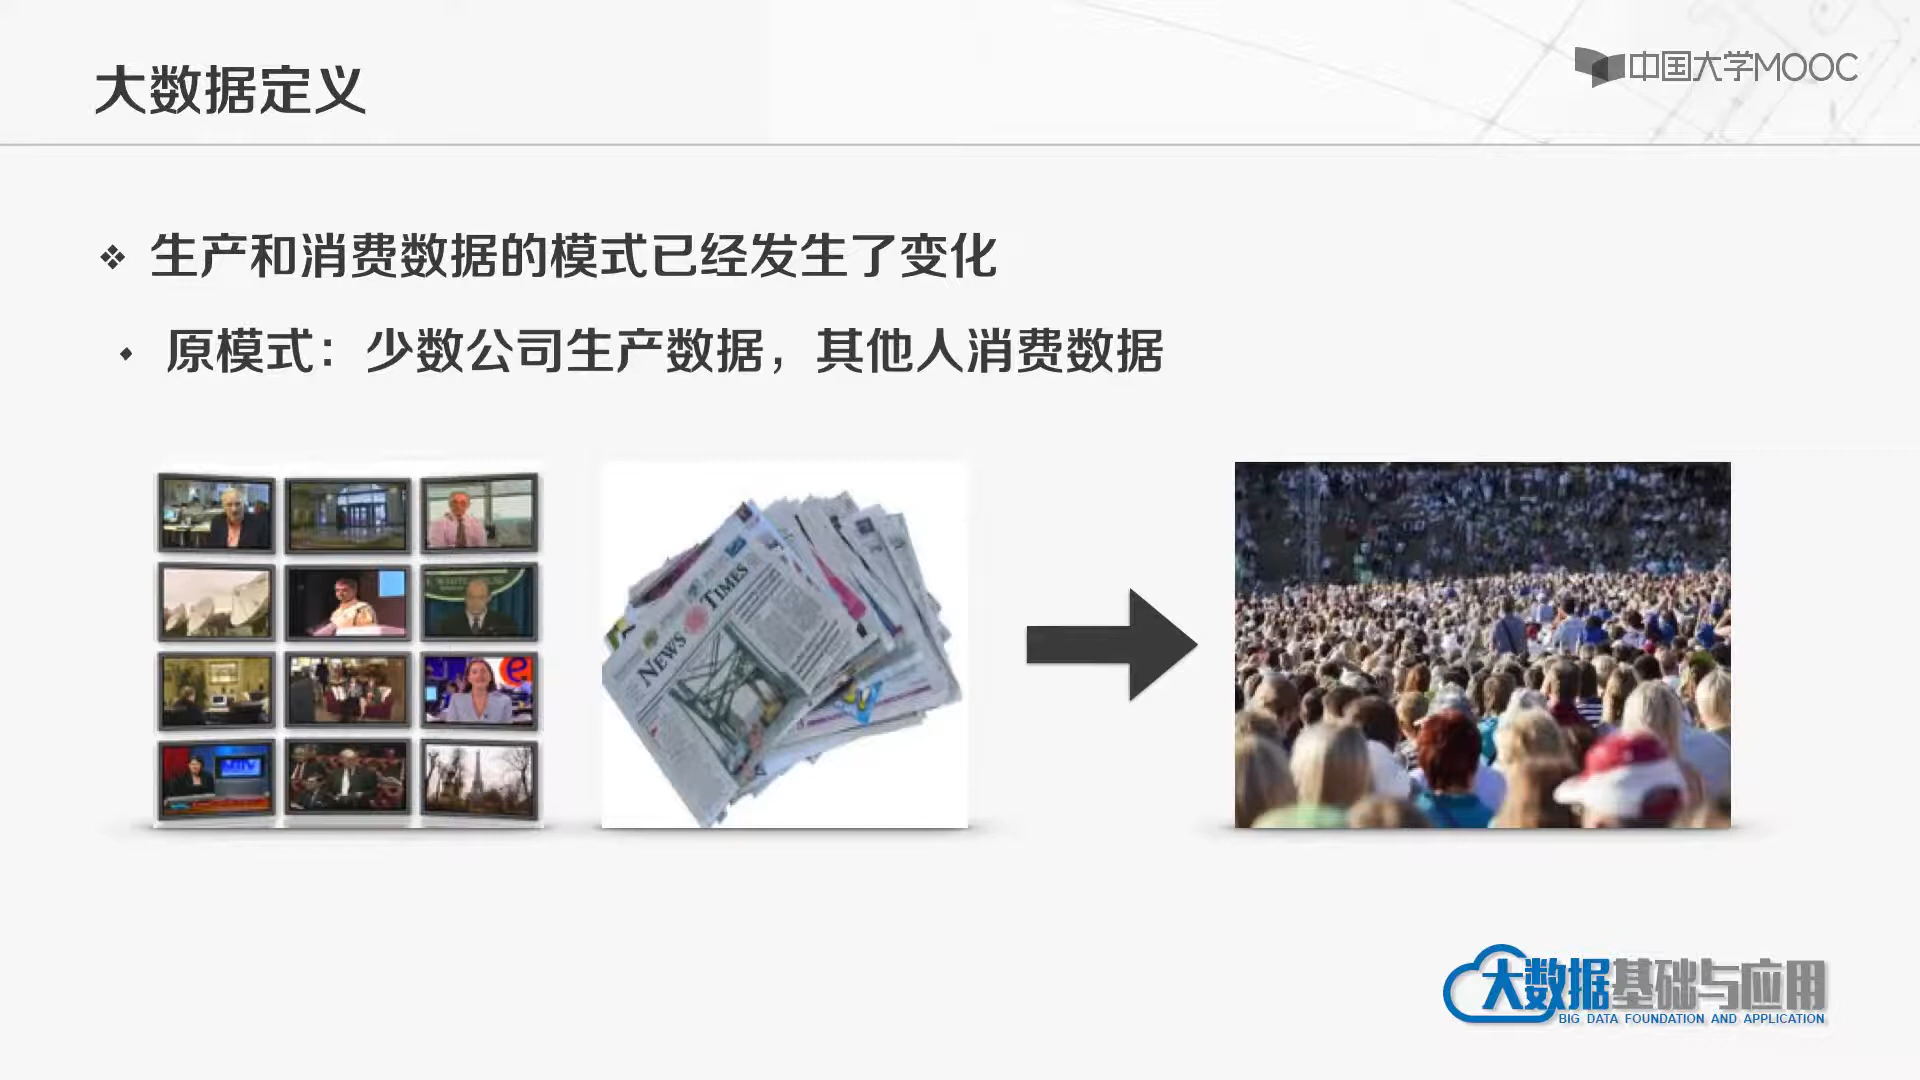 大数据定义
中国大学MOOC
生产和消费数据的模式已经发生了变化
原模式：少数公司生产数据，其他人消费数据
NEWS
TIMES
大数据基础与应用
BIG DATA FOUNDATION AND APPLICATION